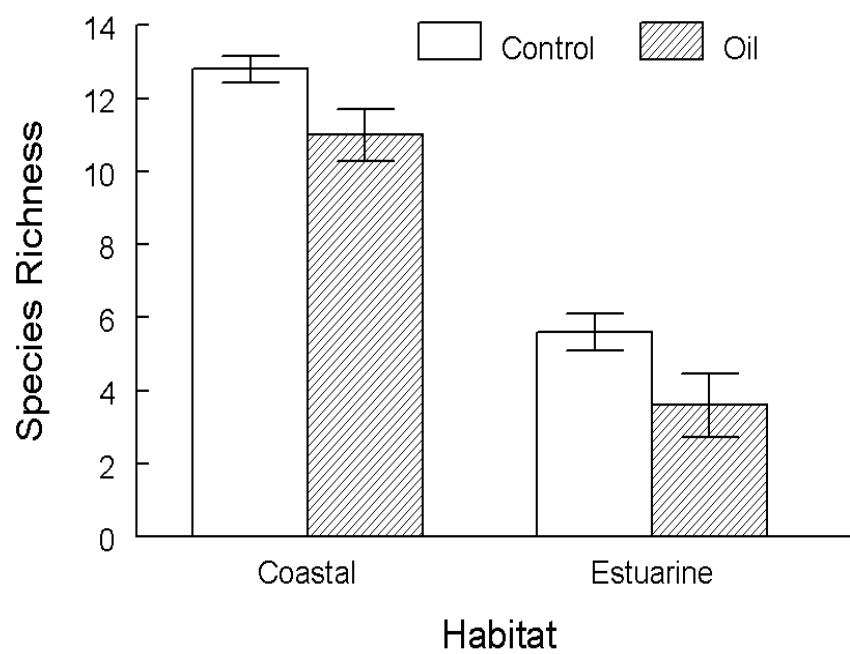 14
Control
Oil
12
10
8
6
4
2
0
Species Richness
Coastal
Estuarine
Habitat